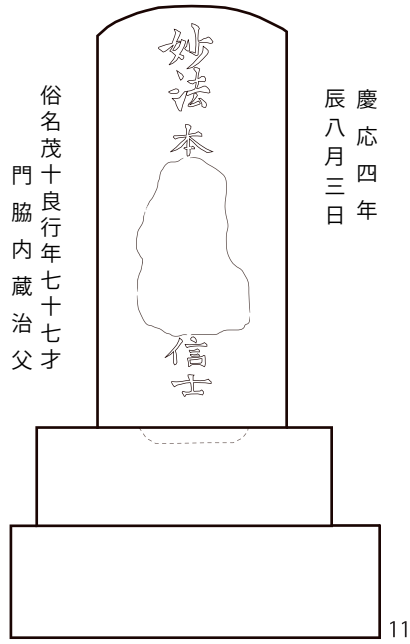 慶応四年
辰八月三日
妙法本
信士
俗名茂十良行年七十七才
門脇内蔵治父
11